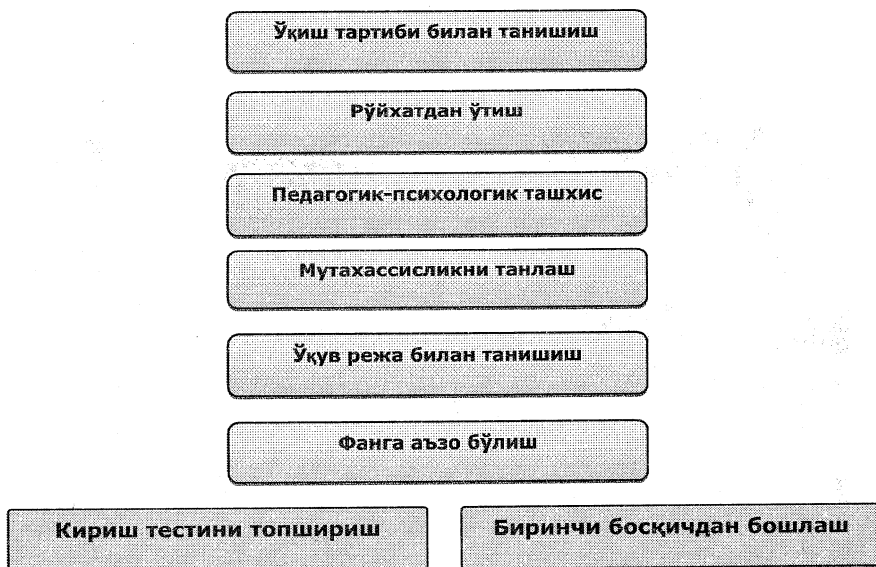 Ўқиш тартиби билан танишиш
Рўйхатдан ўтиш
Педагогик-психологик ташхис
Мутахассисликни танлаш
Ўқув режа билан танишиш
Фанга аъзо бўлиш
Кириш тестини топшириш
Биринчи босқичдан бошлаш